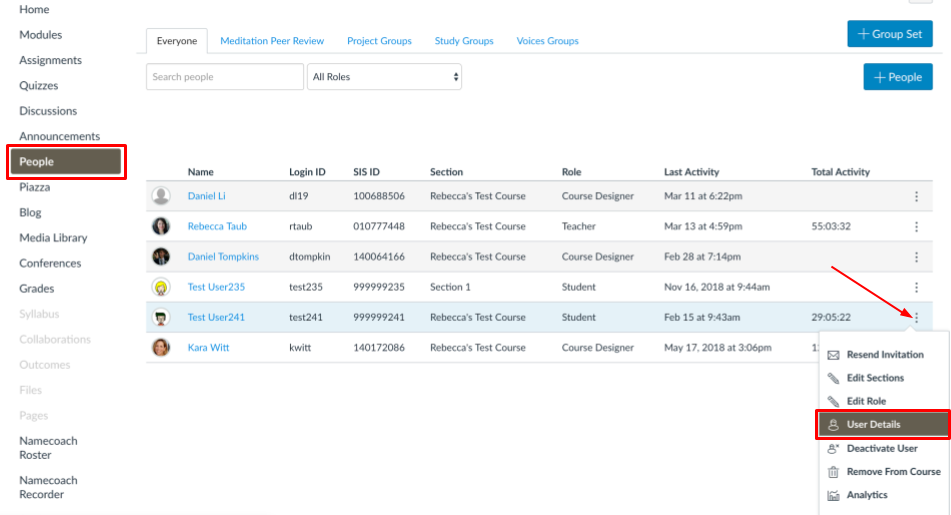 Home
Modules
Assignments
Quizzes
Discussions
Announcements
People
Piazza
Blog
Media Library
Conferences
Grades
Syllabus
Collaborations
Outcomes
Files
Pages
Namecoach
Roster
Namecoach
Recorder
Everyone Meditation Peer Review Project Groups Study Groups Voices Groups
+ Group Set
Search people All Roles
+ People
Name Login ID SIS ID Section Role Last Activity Total Activity
Daniel Li dl19 100688506 Rebecca's Test Course Course Designer Mar 11 at 6:22pm
Rebecca Taub rtaub 010777448 Rebecca's Test Course Teacher Mar 13 at 4:59pm 55:03:32
Daniel Tompkins dtompkin 140064166 Rebecca's Test Course Course Designer Feb 28 at 7:14pm
Test User235 test235 999999235 Section 1 Student Nov 16, 2018 at 9:44am
Test User241 test241 999999241 Rebecca's Test Course Student Feb 15 at 9:43am 29:05:22
Kara Witt kwitt 140172086 Rebecca's Test Course Course Designer May 17, 2018 at 3:06pm
Resend Invitation
Edit Sections
Edit Role
User Details
Deactivate User
Remove From Course
Analytics